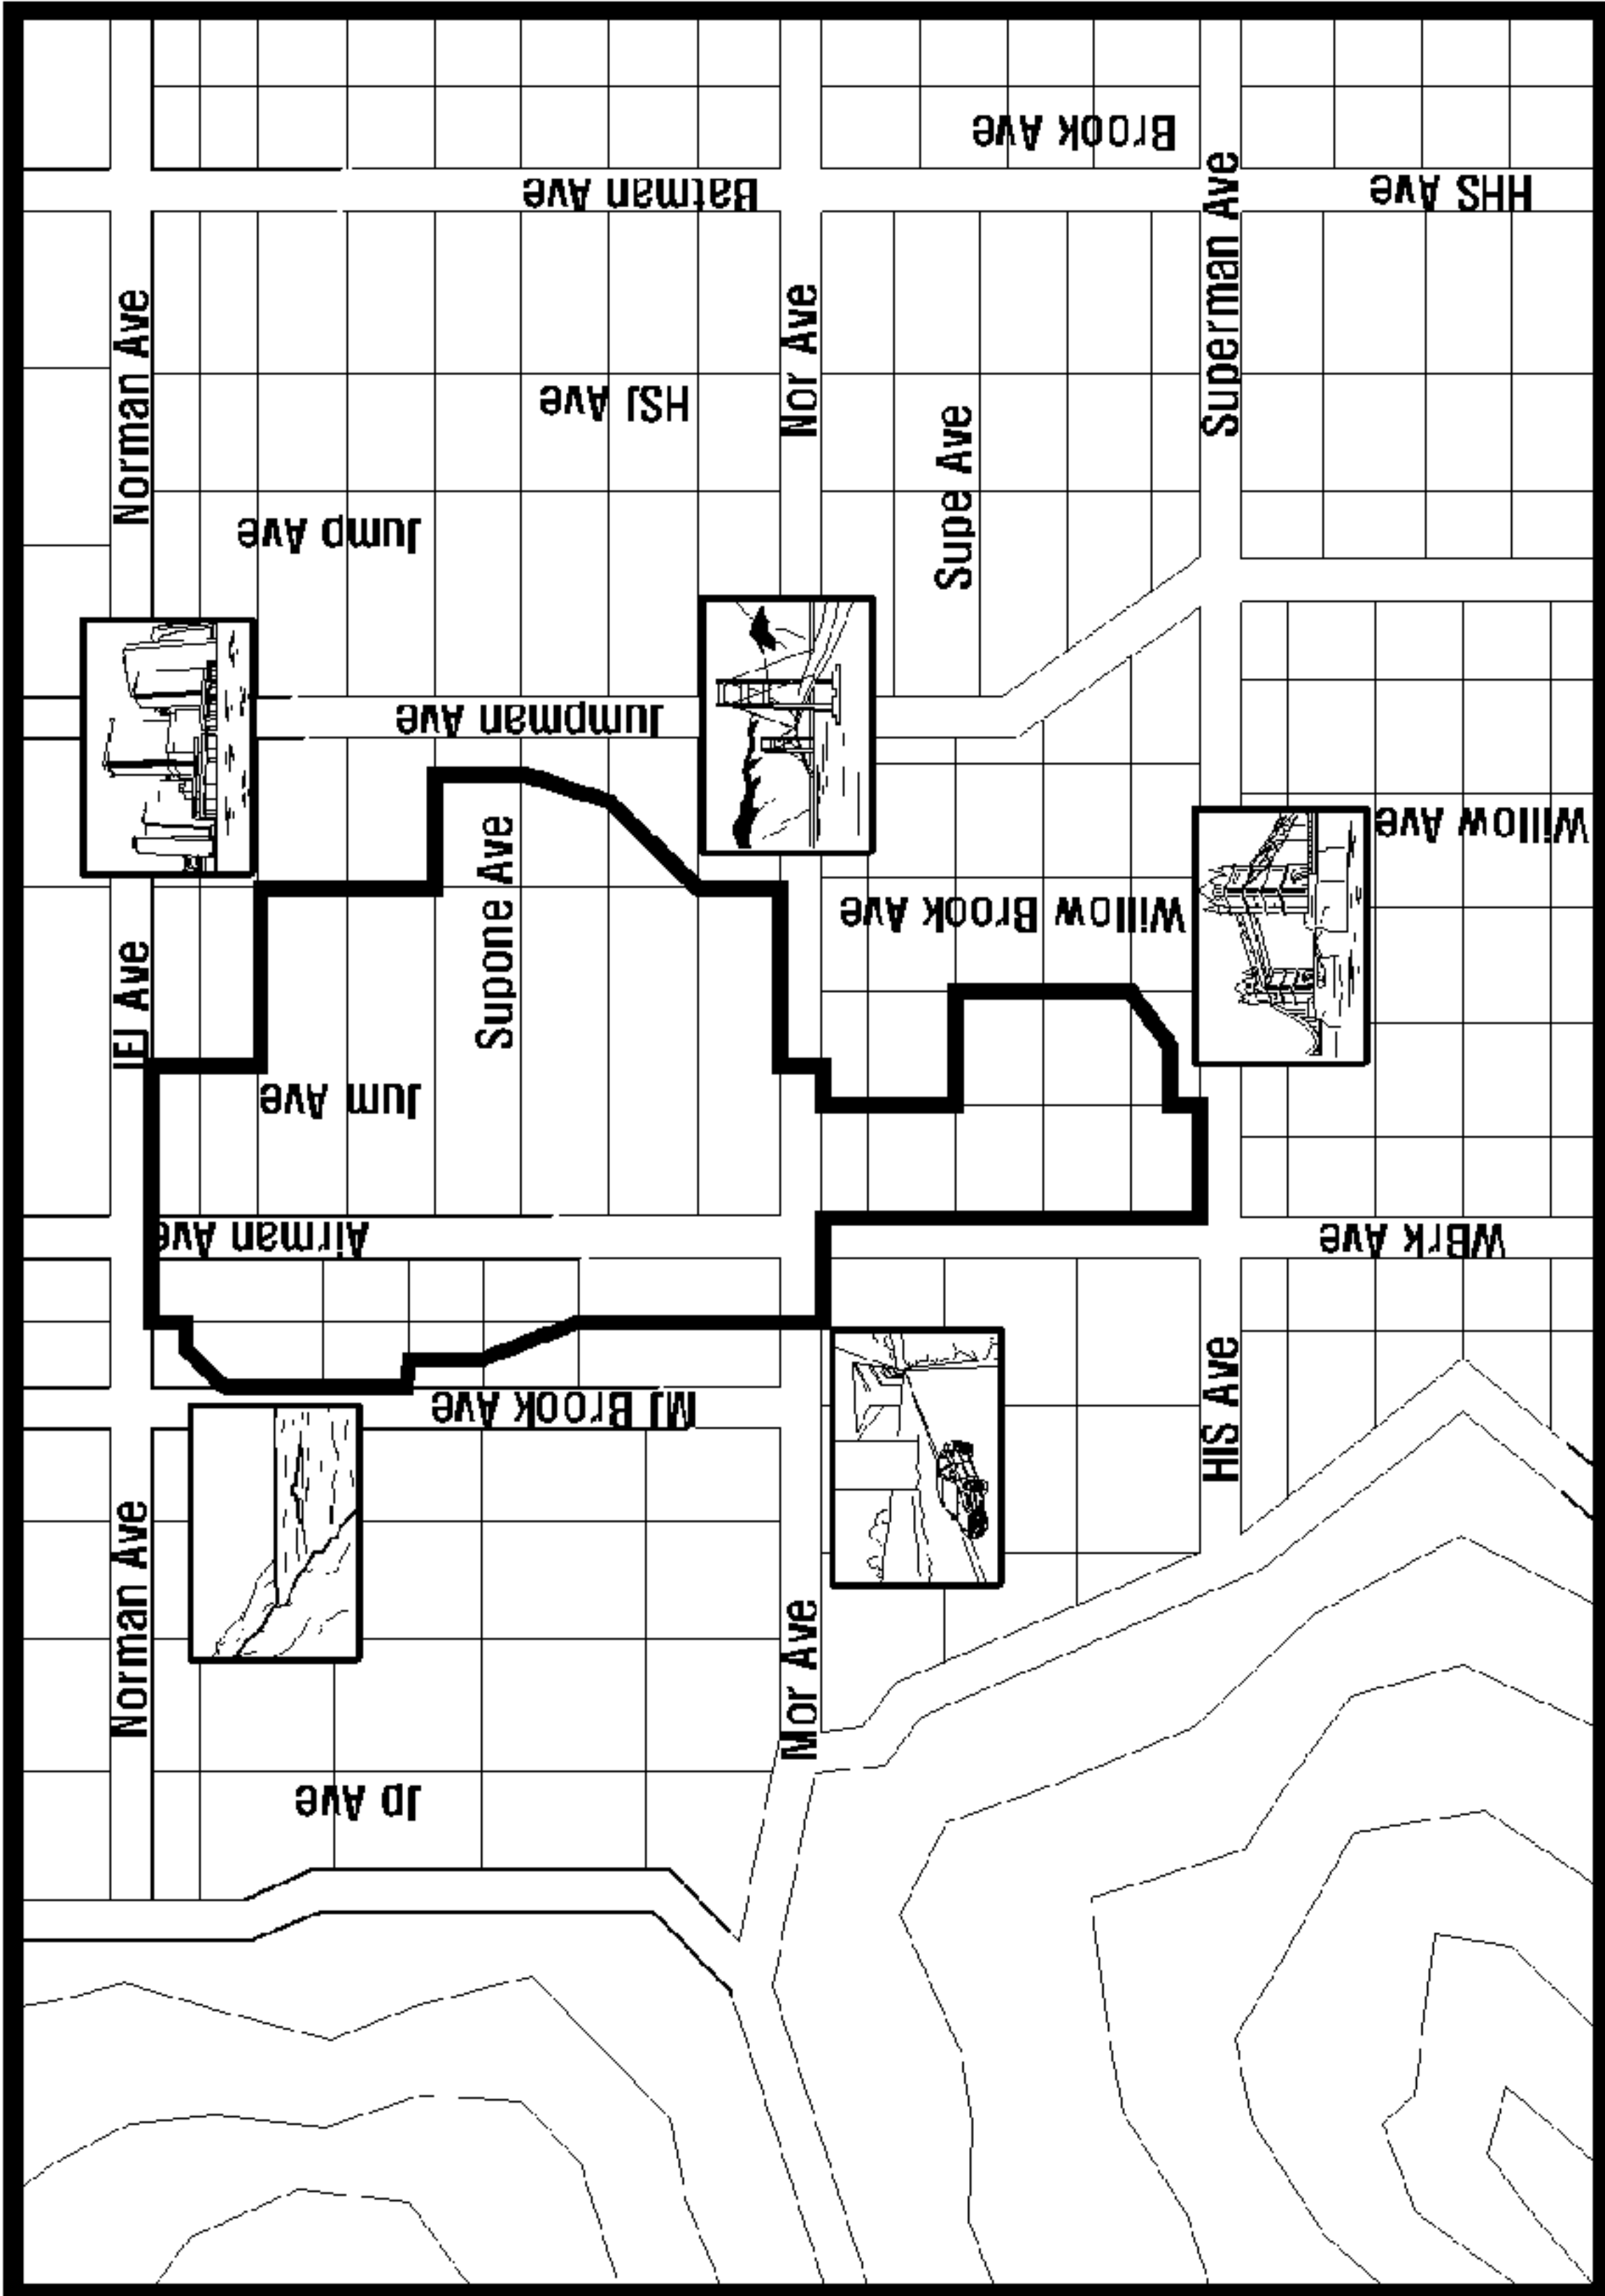 Brook Ave
Batman Ave
HHS Ave
Superman Ave
Norman Ave
Nor Ave
HSJ Ave
Supe Ave
Jump Ave
Jumpman Ave
Willow Ave
Supone Ave
Willow Brook Ave
IEJ Ave
Jum Ave
Airman Ave
WBrk Ave
MJ Brook Ave
HIS Ave
Norman Ave
Mor Ave
Jp Ave